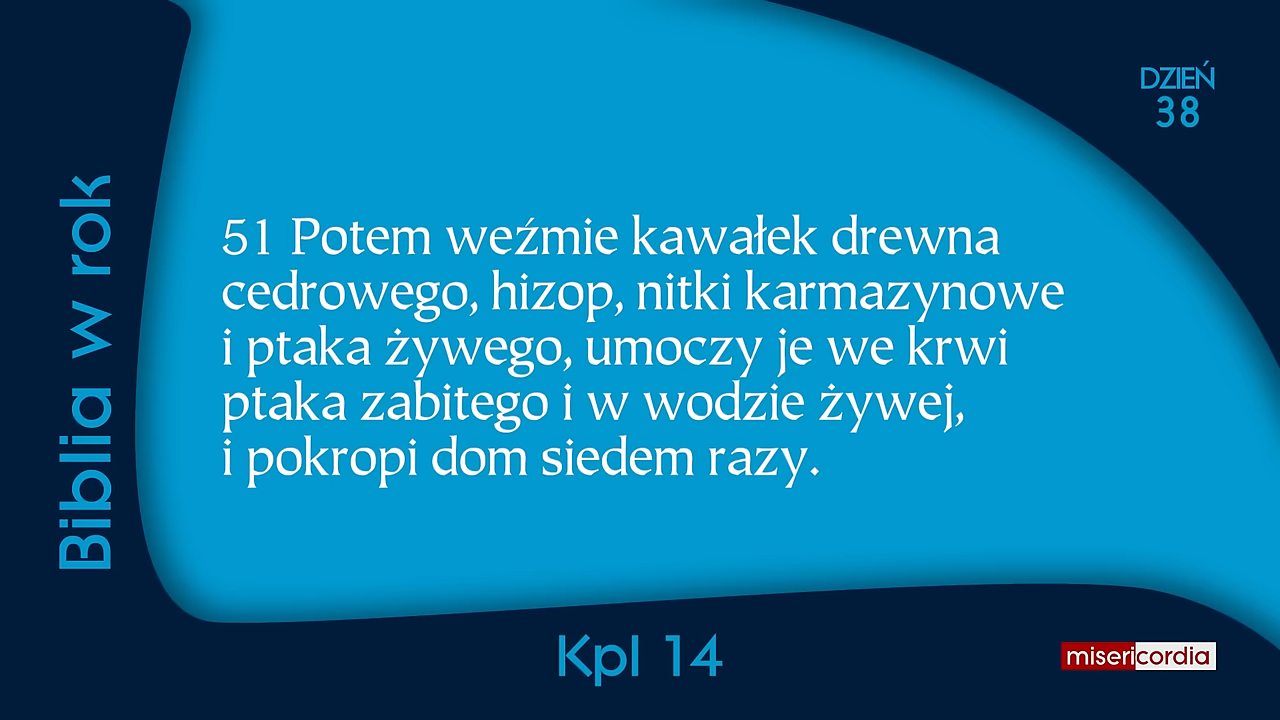 DZIEŃ
38
Biblia w rok
51 Potem weźmie kawałek drewna
cedrowego, hizop, nitki karmazynowe
i ptaka żywego, umoczy je we krwi
ptaka zabitego i w wodzie żywej,
i pokropi dom siedem razy.
Kpl 14
misericordia